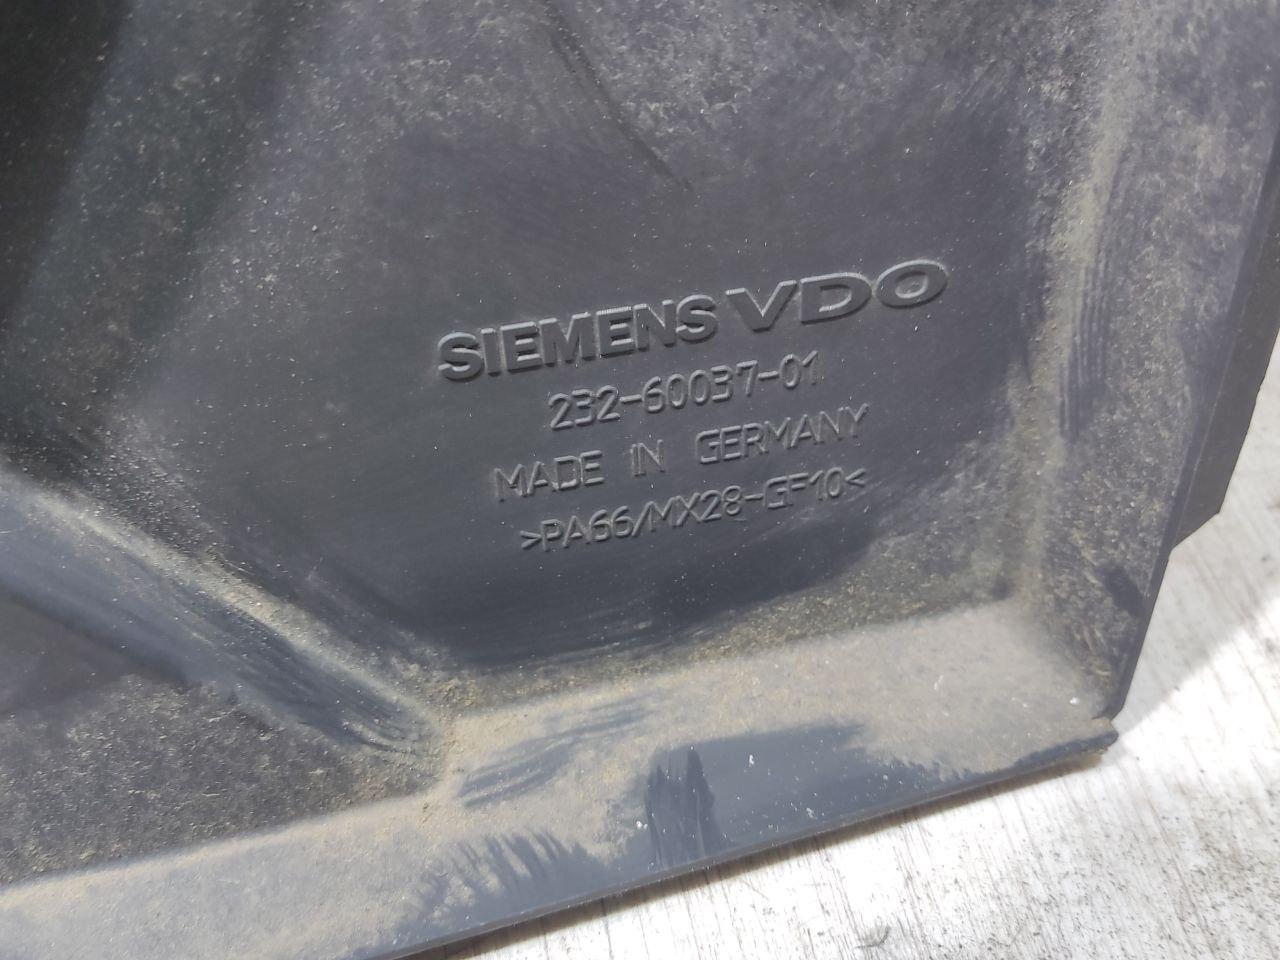 SIEMENS VDO
232-60037-01
MADE IN GERMANY
>PA66/MX28-GF10<